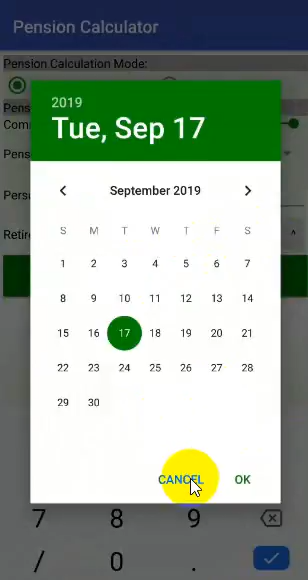 Pension Calculator
Pension Calculation Mode:
2019
Tue, Sep 17
September 2019
S M T W T F S
1 2 3 4 5 6 7
8 9 10 11 12 13 14
15 16 17 18 19 20 21
22 23 24 25 26 27 28
29 30
CANCEL OK
7 8 9
/ 0 .